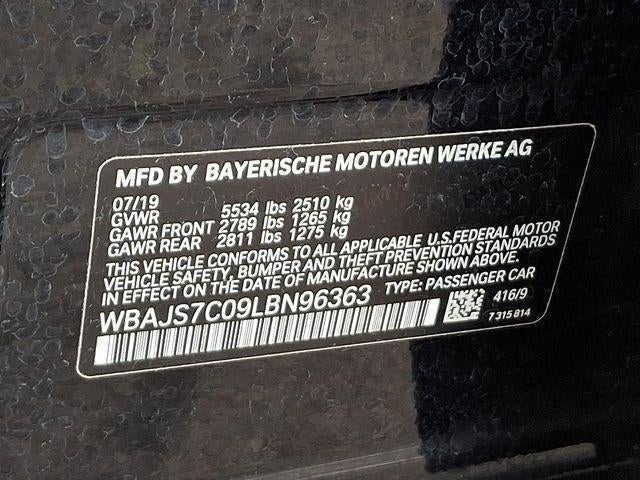 MFD BY BAYERISCHE MOTOREN WERKE AG
07/19
GVWR 5534 lbs 2510 kg
GAWR FRONT 2789 lbs 1265 kg
GAWR REAR 2811 lbs 1275 kg
THIS VEHICLE CONFORMS TO ALL APPLICABLE U.S.FEDERAL MOTOR
VEHICLE SAFETY, BUMPER AND THEFT PREVENTION STANDARDS
IN EFFECT ON THE DATE OF MANUFACTURE SHOWN ABOVE.
WBAJS7C09LBN96363 TYPE: PASSENGER CAR
416/9
7 315 814